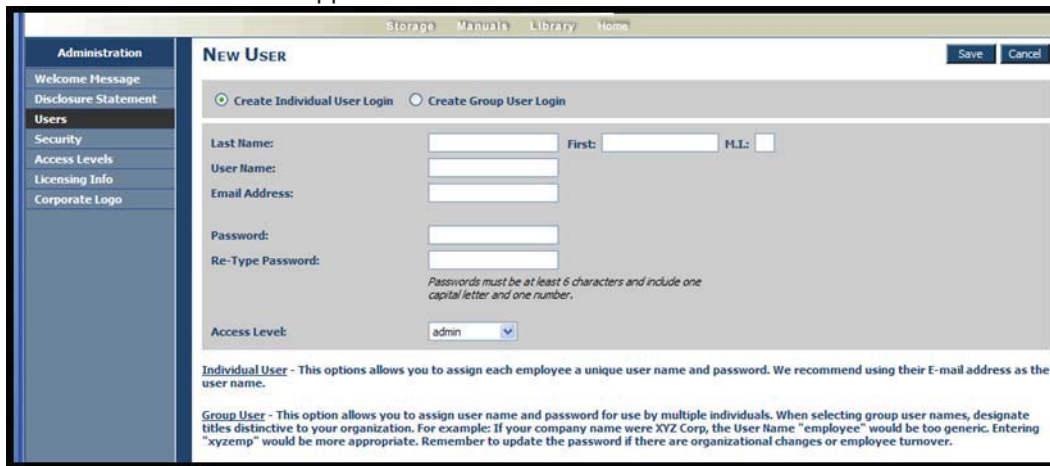 Storage Manuals Library Home
Administration
Welcome Message
Disclosure Statement
Users
Security
Access Levels
Licensing Info
Corporate Logo
NEW USER
Save Cancel
Create Individual User Login Create Group User Login
Last Name: First: M.I.:
User Name:
Email Address:
Password:
Re-Type Password:
Passwords must be at least 6 characters and include one
capital letter and one number.
Access Level: admin
Individual User - This options allows you to assign each employee a unique user name and password. We recommend using their E-mail address as the
user name.
Group User - This option allows you to assign user name and password for use by multiple individuals. When selecting group user names, designate
titles distinctive to your organization. For example: If your company name were XYZ Corp, the User Name "employee" would be too generic. Entering
"xyzemp" would be more appropriate. Remember to update the password if there are organizational changes or employee turnover.